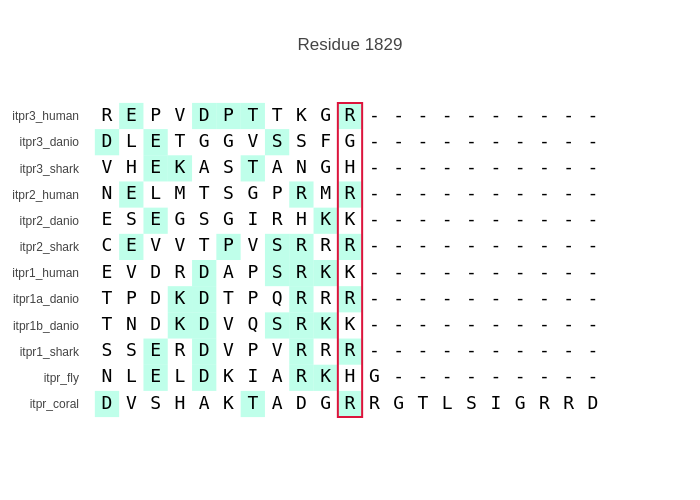 Residue 1829
itpr3_human R E P V D P T T K G R - - - - - - - - - -
itpr3_danio D L E T G G V S S F G - - - - - - - - - -
itpr3_shark V H E K A S T A N G H - - - - - - - - - -
itpr2_human N E L M T S G P R M R - - - - - - - - - -
itpr2_danio E S E G S G I R H K K - - - - - - - - - -
itpr2_shark C E V V T P V S R R R - - - - - - - - - -
itpr1_human E V D R D A P S R K K - - - - - - - - - -
itpr1a_danio T P D K D T P Q R R R - - - - - - - - - -
itpr1b_danio T N D K D V Q S R K K - - - - - - - - - -
itpr1_shark S S E R D V P V R R R - - - - - - - - - -
itpr_fly N L E L D K I A R K H G - - - - - - - - -
itpr_coral D V S H A K T A D G R R G T L S I G R R D